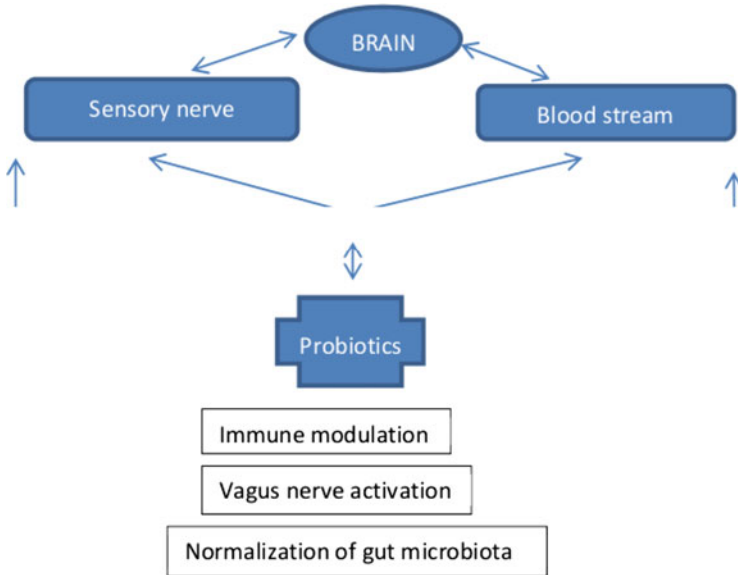 BRAIN
Sensory nerve
Blood stream
Probiotics
Immune modulation
Vagus nerve activation
Normalization of gut microbiota